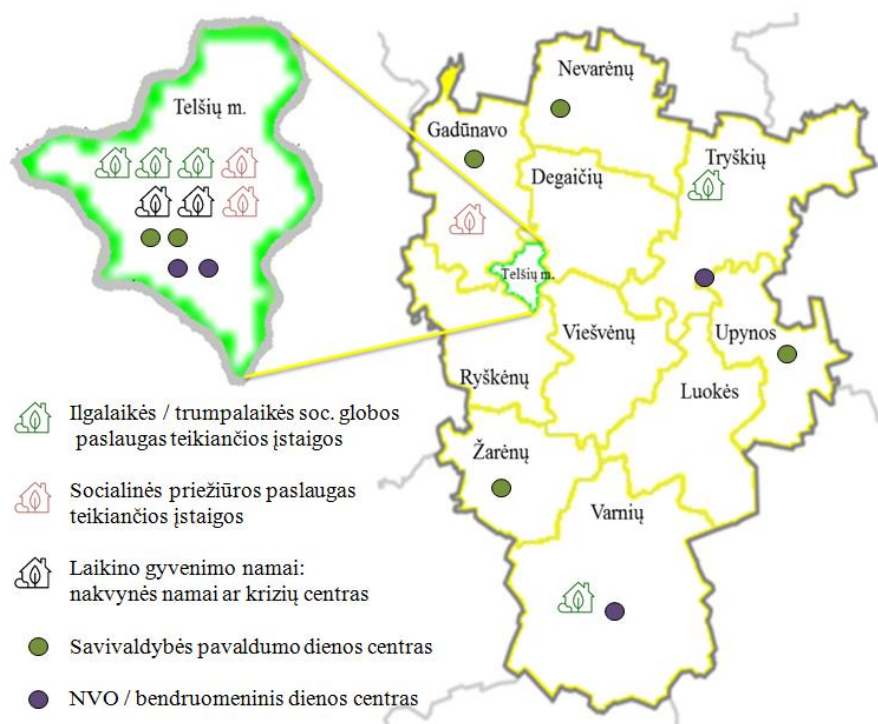 Telšių m.
Nevarėnų
Gadūnavo
Tryškių
Degaičių
Telšių m.
Viešvėnų
Upynos
Ryškėnų
Luokės
Žarėnų
Varnių
Ilgalaikės / trumpalaikės soc. globos
paslaugas teikiančios įstaigos
Socialinės priežiūros paslaugas
teikiančios įstaigos
Laikino gyvenimo namai:
nakvynės namai ar krizių centras
Savivaldybės pavaldumo dienos centras
NVO / bendruomeninis dienos centras